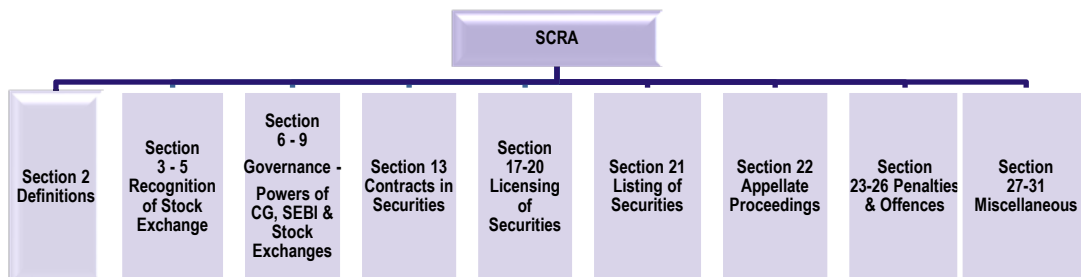 SCRA
Section 2
Definitions
Section
3 - 5
Recognition
of Stock
Exchange
Section
6 - 9
Governance -
Powers of
CG, SEBI &
Stock
Exchanges
Section 13
Contracts in
Securities
Section
17-20
Licensing
of
Securities
Section 21
Listing of
Securities
Section 22
Appellate
Proceedings
Section
23-26 Penalties
& Offences
Section
27-31
Miscellaneous